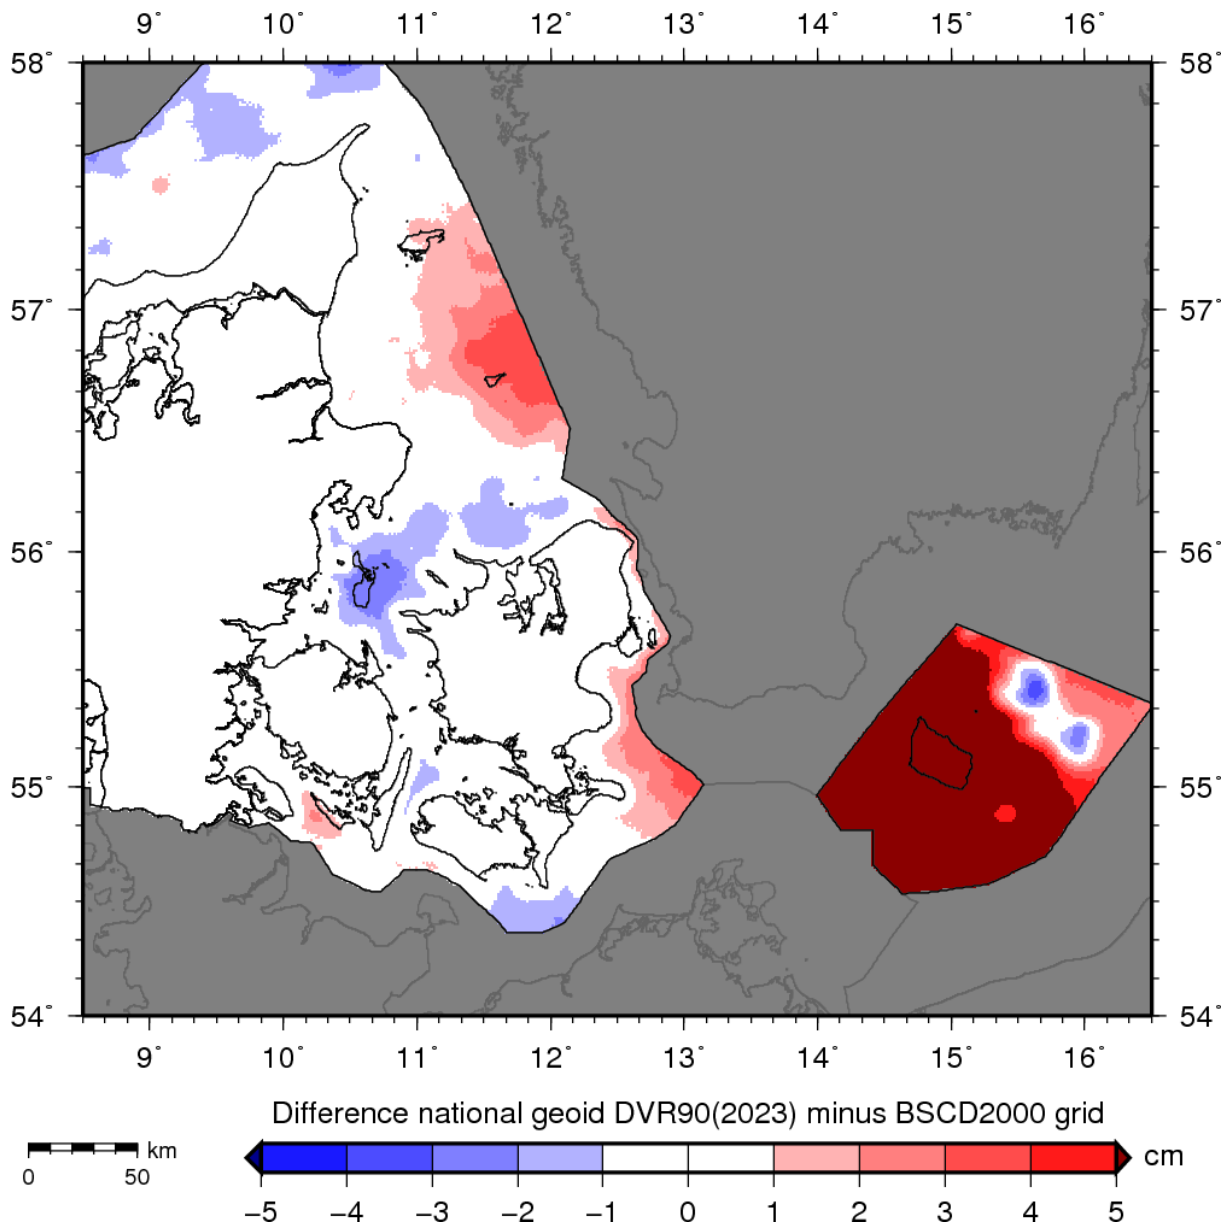 9° 10° 11° 12° 13° 14° 15° 16°
58° 58°
57° 57°
56° 56°
55° 55°
54° 54°
9° 10° 11° 12° 13° 14° 15° 16°
Difference national geoid DVR90(2023) minus BSCD2000 grid
km
0 50
cm
−5 −4 −3 −2 −1 0 1 2 3 4 5